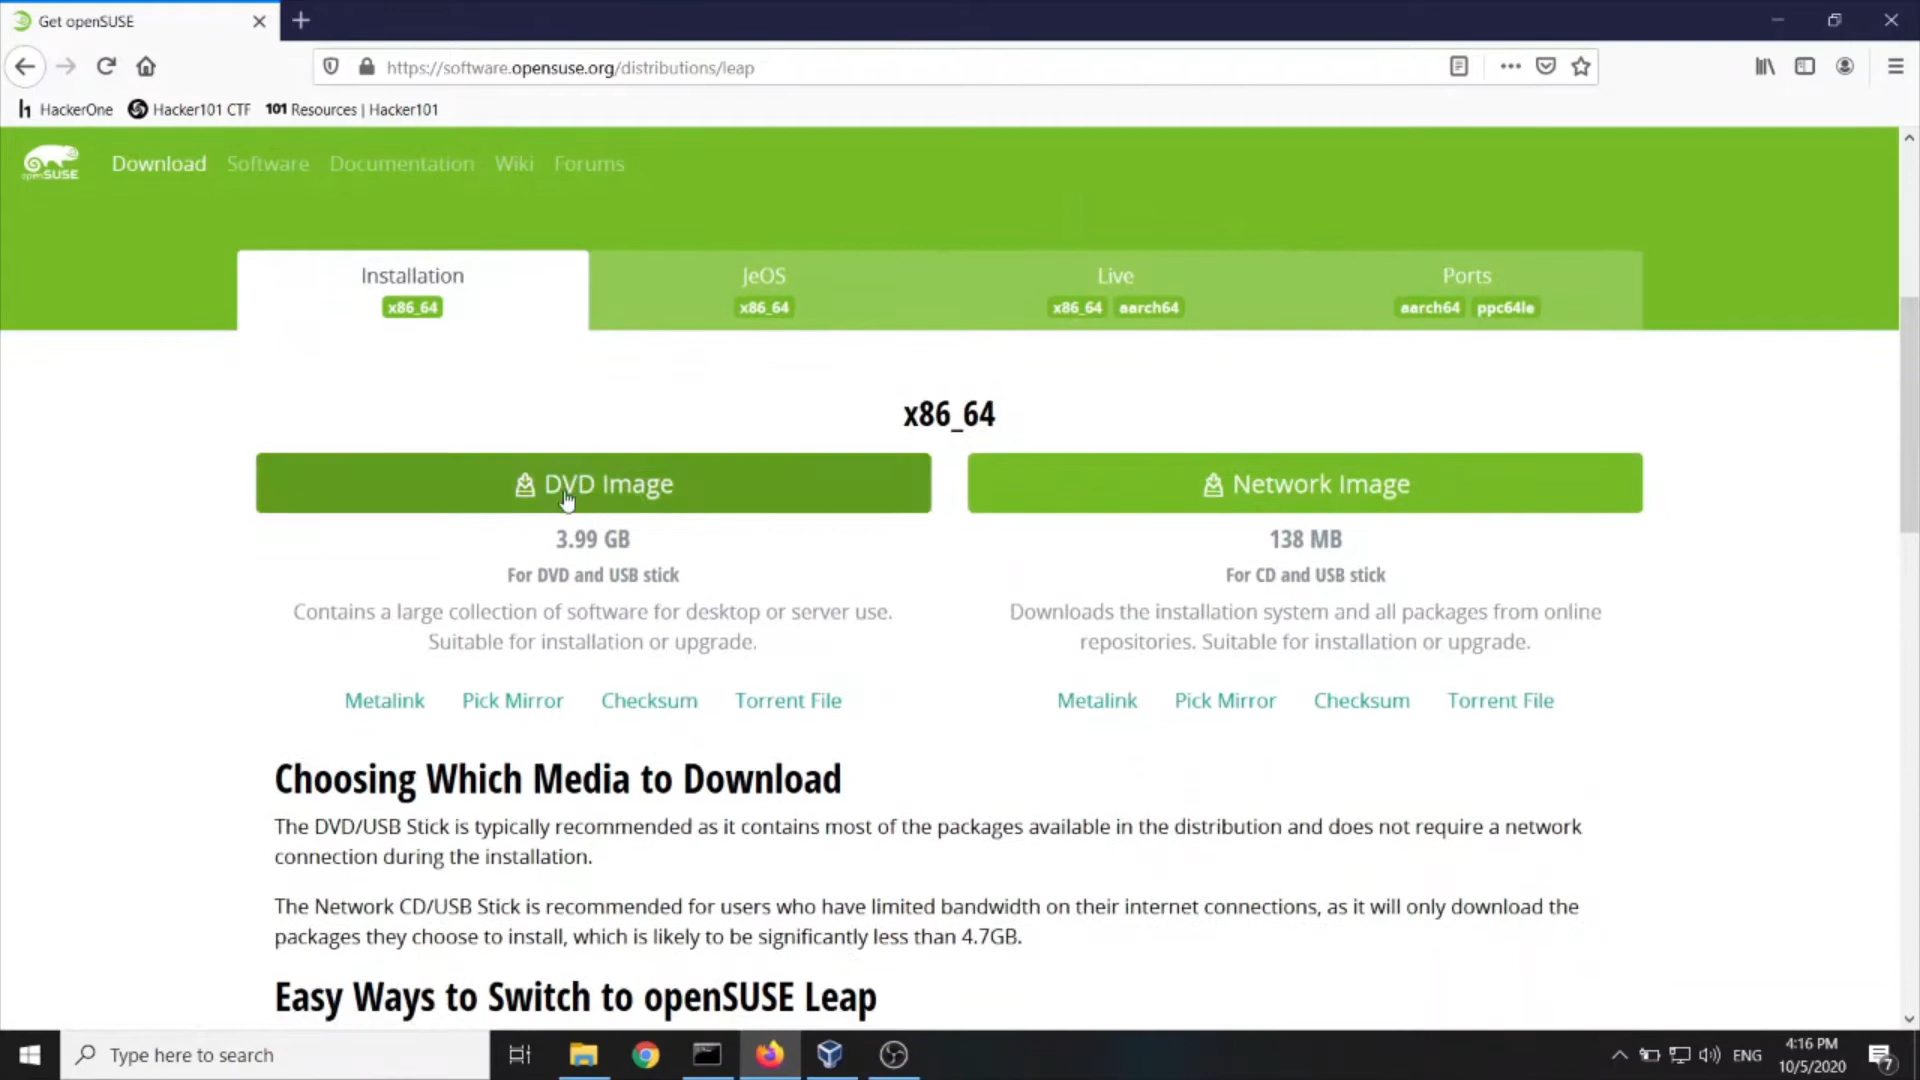 Get openSUSE
https://software.opensuse.org/distributions/leap
HackerOne Hacker101 CTF 101 Resources | Hacker101
openSUSE Download Software Documentation Wiki Forums
Installation JeOS Live Ports
x86_64 x86_64 x86_64 aarch64 aarch64 ppc64le
x86_64
DVD Image Network Image
3.99 GB 138 MB
For DVD and USB stick For CD and USB stick
Contains a large collection of software for desktop or server use. Downloads the installation system and all packages from online
Suitable for installation or upgrade. repositories. Suitable for installation or upgrade.
Metalink Pick Mirror Checksum Torrent File Metalink Pick Mirror Checksum Torrent File
Choosing Which Media to Download
The DVD/USB Stick is typically recommended as it contains most of the packages available in the distribution and does not require a network
connection during the installation.
The Network CD/USB Stick is recommended for users who have limited bandwidth on their internet connections, as it will only download the
packages they choose to install, which is likely to be significantly less than 4.7GB.
Easy Ways to Switch to openSUSE Leap
Type here to search ENG 4:16 PM
10/5/2020 7